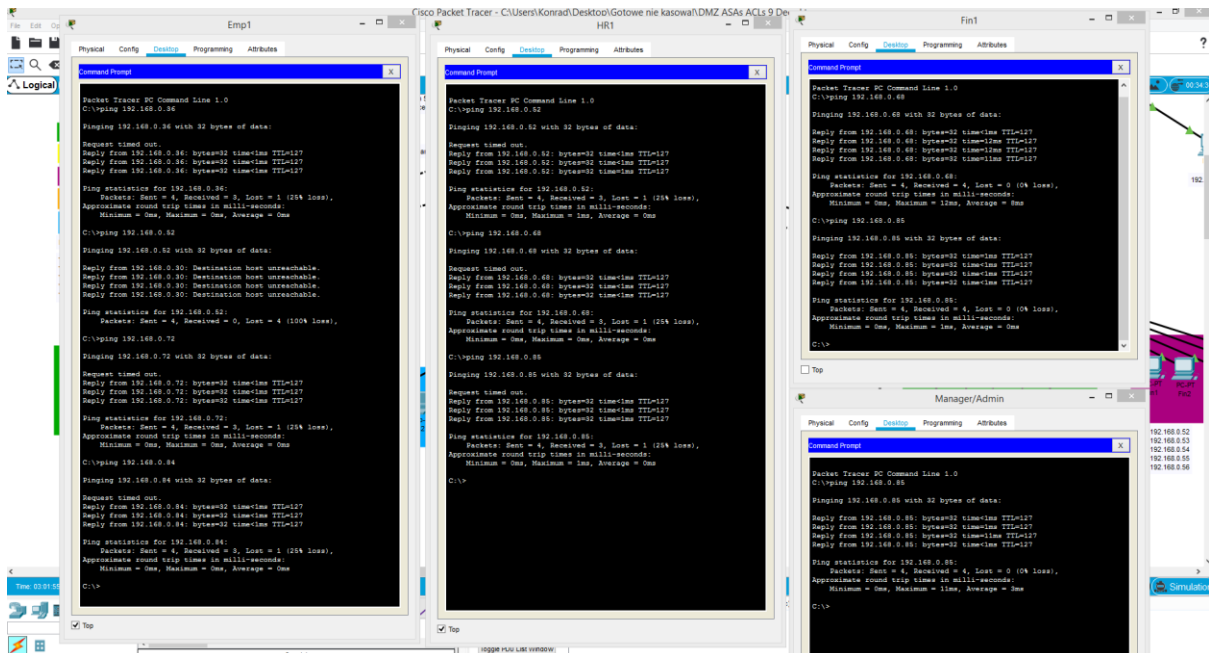 Cisco Packet Tracer - C:\Users\Konrad\Desktop\Gotowe nie kasowal\DMZ ASAs ACLs 9 Dec
File Edit
Logical
Emp1
Physical Config Desktop Programming Attributes
Command Prompt X
Packet Tracer PC Command Line 1.0
C:\>ping 192.168.0.36
Pinging 192.168.0.36 with 32 bytes of data:
Request timed out.
Reply from 192.168.0.36: bytes=32 time<1ms TTL=127
Reply from 192.168.0.36: bytes=32 time<1ms TTL=127
Reply from 192.168.0.36: bytes=32 time<1ms TTL=127
Ping statistics for 192.168.0.36:
Packets: Sent = 4, Received = 3, Lost = 1 (25% loss),
Approximate round trip times in milli-seconds:
Minimum = 0ms, Maximum = 0ms, Average = 0ms
C:\>ping 192.168.0.52
Pinging 192.168.0.52 with 32 bytes of data:
Reply from 192.168.0.30: Destination host unreachable.
Reply from 192.168.0.30: Destination host unreachable.
Reply from 192.168.0.30: Destination host unreachable.
Reply from 192.168.0.30: Destination host unreachable.
Ping statistics for 192.168.0.52:
Packets: Sent = 4, Received = 0, Lost = 4 (100% loss),
C:\>ping 192.168.0.72
Pinging 192.168.0.72 with 32 bytes of data:
Request timed out.
Reply from 192.168.0.72: bytes=32 time<1ms TTL=127
Reply from 192.168.0.72: bytes=32 time<1ms TTL=127
Reply from 192.168.0.72: bytes=32 time<1ms TTL=127
Ping statistics for 192.168.0.72:
Packets: Sent = 4, Received = 3, Lost = 1 (25% loss),
Approximate round trip times in milli-seconds:
Minimum = 0ms, Maximum = 0ms, Average = 0ms
C:\>ping 192.168.0.84
Pinging 192.168.0.84 with 32 bytes of data:
Request timed out.
Reply from 192.168.0.84: bytes=32 time<1ms TTL=127
Reply from 192.168.0.84: bytes=32 time<1ms TTL=127
Reply from 192.168.0.84: bytes=32 time<1ms TTL=127
Ping statistics for 192.168.0.84:
Packets: Sent = 4, Received = 3, Lost = 1 (25% loss),
Approximate round trip times in milli-seconds:
Minimum = 0ms, Maximum = 0ms, Average = 0ms
C:\>
Top
HR1
Physical Config Desktop Programming Attributes
Command Prompt X
Packet Tracer PC Command Line 1.0
C:\>ping 192.168.0.52
Pinging 192.168.0.52 with 32 bytes of data:
Request timed out.
Reply from 192.168.0.52: bytes=32 time<1ms TTL=127
Reply from 192.168.0.52: bytes=32 time<1ms TTL=127
Reply from 192.168.0.52: bytes=32 time=1ms TTL=127
Ping statistics for 192.168.0.52:
Packets: Sent = 4, Received = 3, Lost = 1 (25% loss),
Approximate round trip times in milli-seconds:
Minimum = 0ms, Maximum = 1ms, Average = 0ms
C:\>ping 192.168.0.68
Pinging 192.168.0.68 with 32 bytes of data:
Request timed out.
Reply from 192.168.0.68: bytes=32 time<1ms TTL=127
Reply from 192.168.0.68: bytes=32 time<1ms TTL=127
Reply from 192.168.0.68: bytes=32 time<1ms TTL=127
Ping statistics for 192.168.0.68:
Packets: Sent = 4, Received = 3, Lost = 1 (25% loss),
Approximate round trip times in milli-seconds:
Minimum = 0ms, Maximum = 0ms, Average = 0ms
C:\>ping 192.168.0.85
Pinging 192.168.0.85 with 32 bytes of data:
Request timed out.
Reply from 192.168.0.85: bytes=32 time<1ms TTL=127
Reply from 192.168.0.85: bytes=32 time<1ms TTL=127
Reply from 192.168.0.85: bytes=32 time=1ms TTL=127
Ping statistics for 192.168.0.85:
Packets: Sent = 4, Received = 3, Lost = 1 (25% loss),
Approximate round trip times in milli-seconds:
Minimum = 0ms, Maximum = 1ms, Average = 0ms
C:\>
Top
Fin1
Physical Config Desktop Programming Attributes
Command Prompt X
Packet Tracer PC Command Line 1.0
C:\>ping 192.168.0.68
Pinging 192.168.0.68 with 32 bytes of data:
Reply from 192.168.0.68: bytes=32 time<1ms TTL=127
Reply from 192.168.0.68: bytes=32 time=12ms TTL=127
Reply from 192.168.0.68: bytes=32 time=12ms TTL=127
Reply from 192.168.0.68: bytes=32 time=11ms TTL=127
Ping statistics for 192.168.0.68:
Packets: Sent = 4, Received = 4, Lost = 0 (0% loss),
Approximate round trip times in milli-seconds:
Minimum = 0ms, Maximum = 12ms, Average = 8ms
C:\>ping 192.168.0.85
Pinging 192.168.0.85 with 32 bytes of data:
Reply from 192.168.0.85: bytes=32 time<1ms TTL=127
Reply from 192.168.0.85: bytes=32 time<1ms TTL=127
Reply from 192.168.0.85: bytes=32 time=1ms TTL=127
Reply from 192.168.0.85: bytes=32 time<1ms TTL=127
Ping statistics for 192.168.0.85:
Packets: Sent = 4, Received = 4, Lost = 0 (0% loss),
Approximate round trip times in milli-seconds:
Minimum = 0ms, Maximum = 1ms, Average = 0ms
C:\>
Top
Manager/Admin
Physical Config Desktop Programming Attributes
Command Prompt X
Packet Tracer PC Command Line 1.0
C:\>ping 192.168.0.85
Pinging 192.168.0.85 with 32 bytes of data:
Reply from 192.168.0.85: bytes=32 time<1ms TTL=127
Reply from 192.168.0.85: bytes=32 time=1ms TTL=127
Reply from 192.168.0.85: bytes=32 time=11ms TTL=127
Reply from 192.168.0.85: bytes=32 time<1ms TTL=127
Ping statistics for 192.168.0.85:
Packets: Sent = 4, Received = 4, Lost = 0 (0% loss),
Approximate round trip times in milli-seconds:
Minimum = 0ms, Maximum = 11ms, Average = 3ms
C:\>
?
192.
Fin2
192.168.0.52
192.168.0.53
192.168.0.54
192.168.0.55
192.168.0.56
Simulation
Toggle PDU List Window